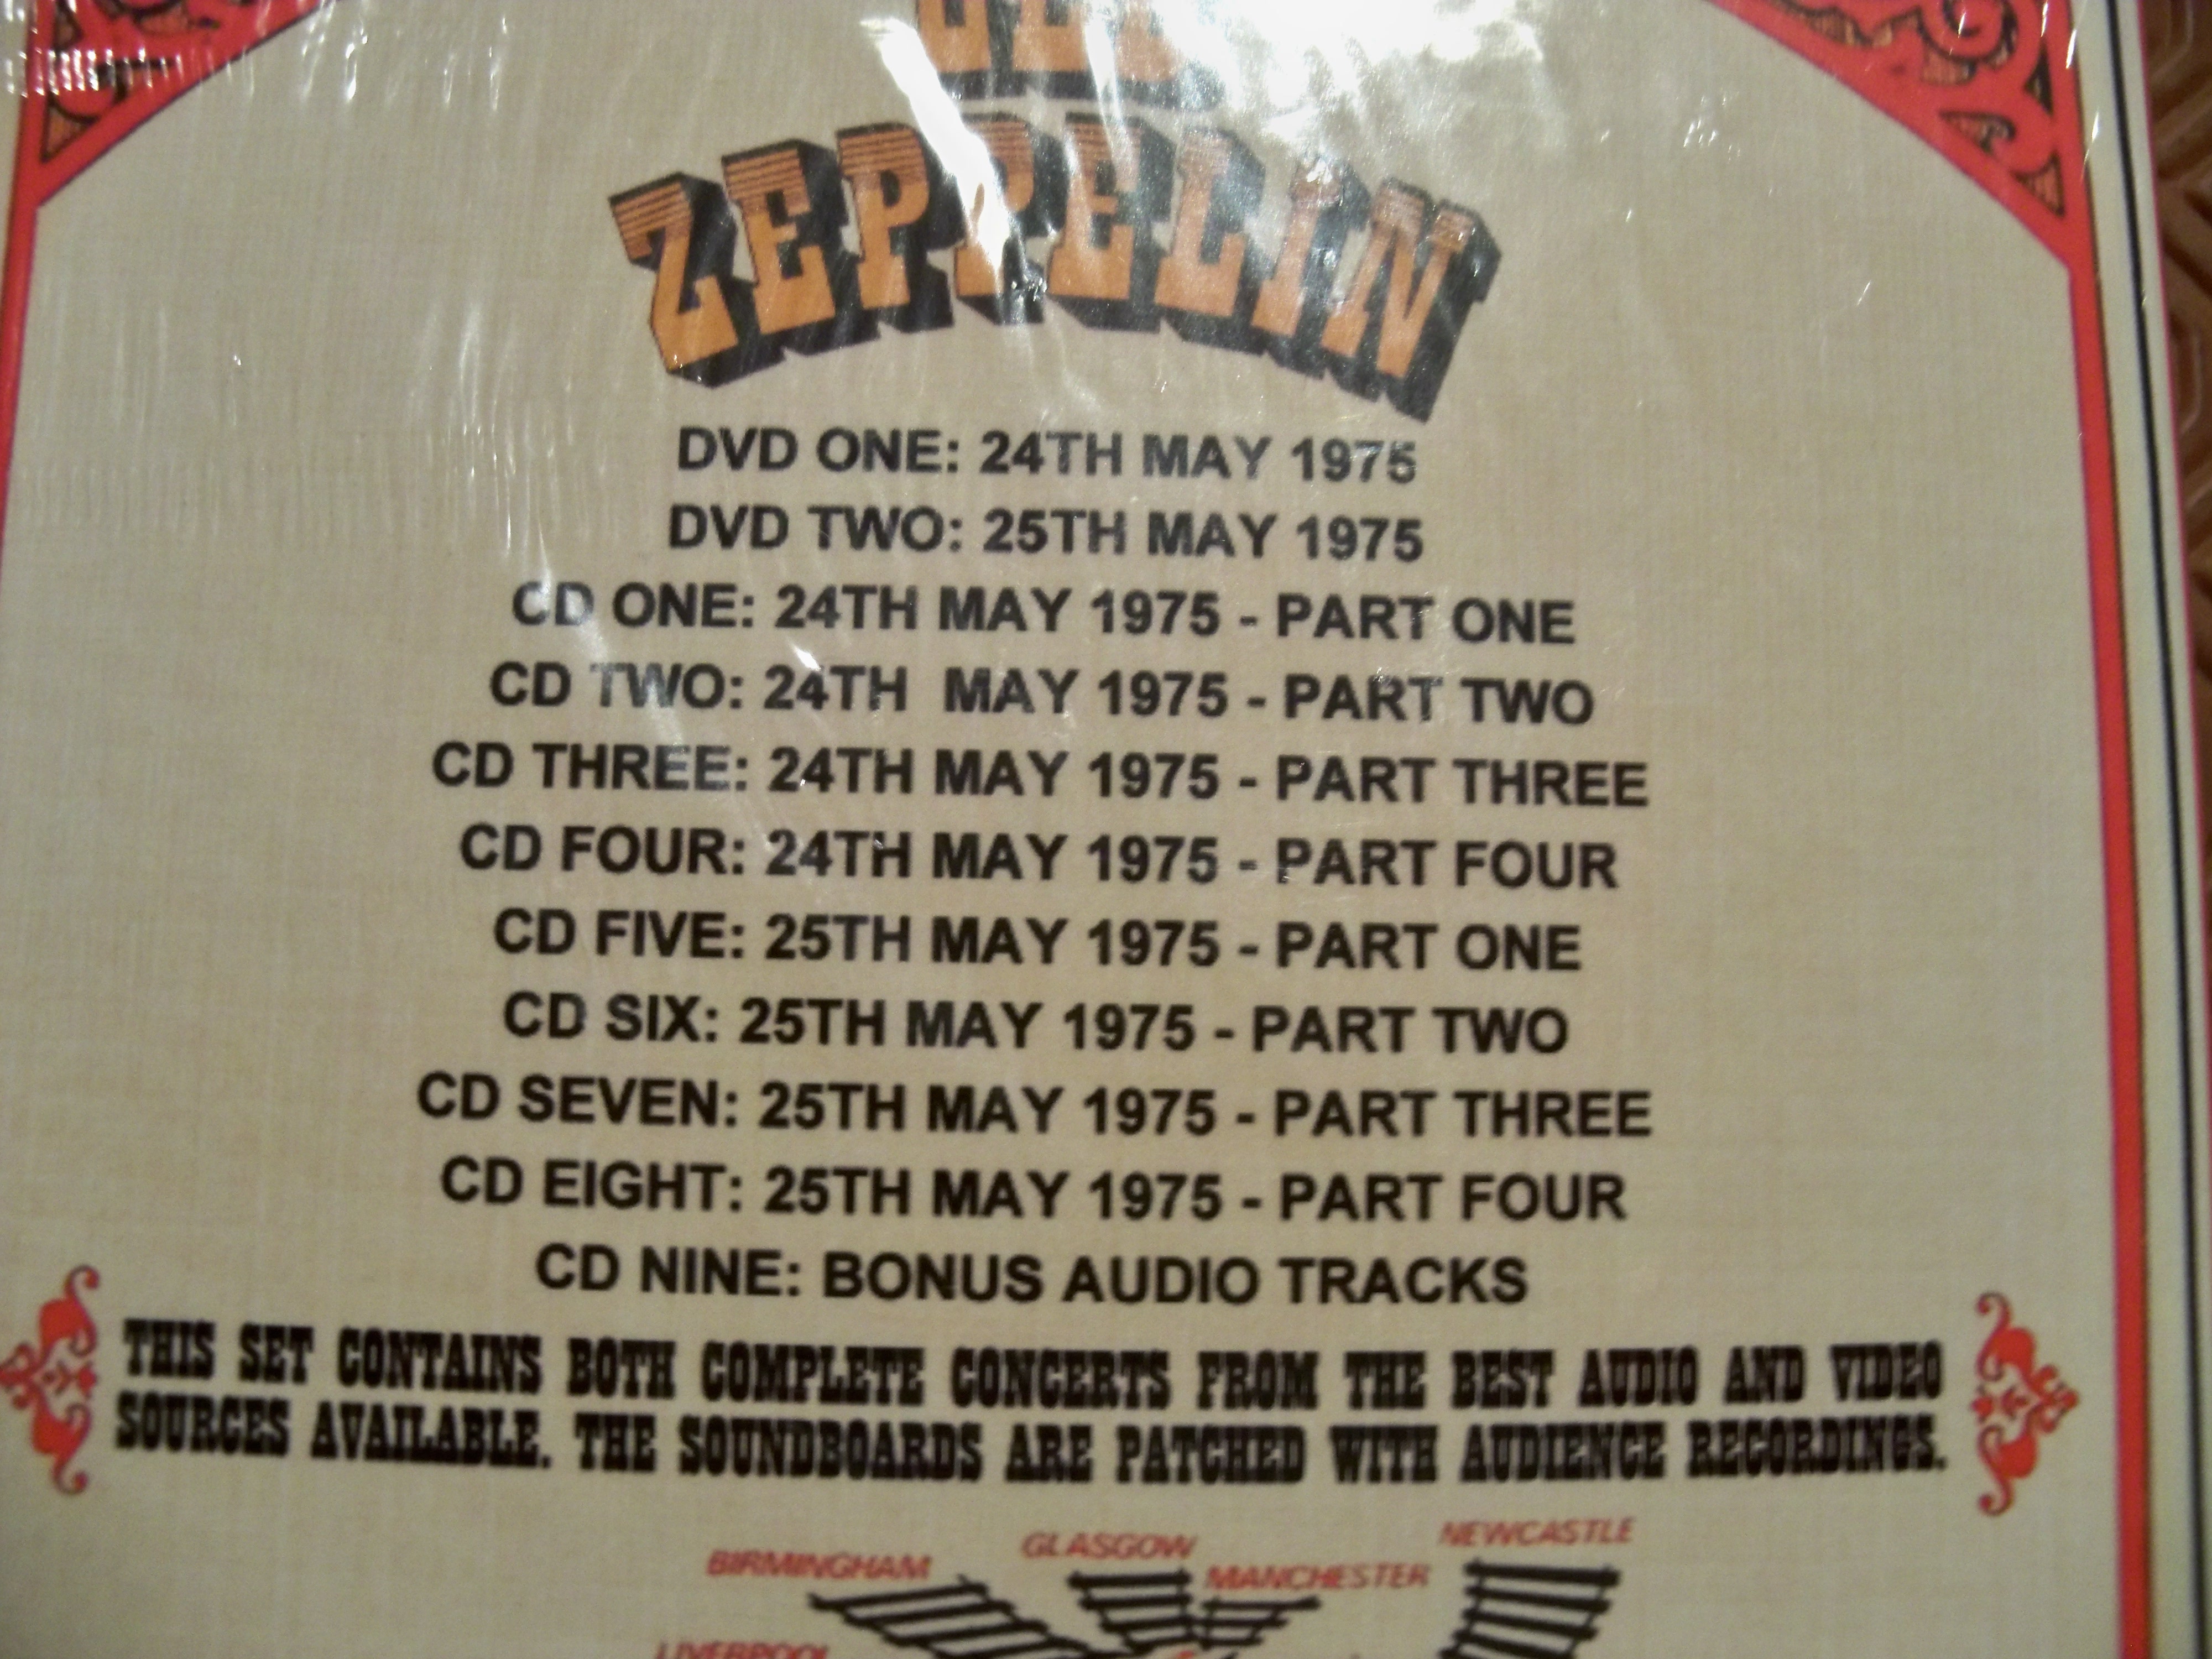 LED
ZEPPELIN
DVD ONE: 24TH MAY 1975
DVD TWO: 25TH MAY 1975
CD ONE: 24TH MAY 1975 - PART ONE
CD TWO: 24TH MAY 1975 - PART TWO
CD THREE: 24TH MAY 1975 - PART THREE
CD FOUR: 24TH MAY 1975 - PART FOUR
CD FIVE: 25TH MAY 1975 - PART ONE
CD SIX: 25TH MAY 1975 - PART TWO
CD SEVEN: 25TH MAY 1975 - PART THREE
CD EIGHT: 25TH MAY 1975 - PART FOUR
CD NINE: BONUS AUDIO TRACKS
THIS SET CONTAINS BOTH COMPLETE CONCERTS FROM THE BEST AUDIO AND VIDEO
SOURCES AVAILABLE. THE SOUNDBOARDS ARE PATCHED WITH AUDIENCE RECORDINGS.
NEWCASTLE
GLASGOW
BIRMINGHAM
MANCHESTER
LIVERPOOL